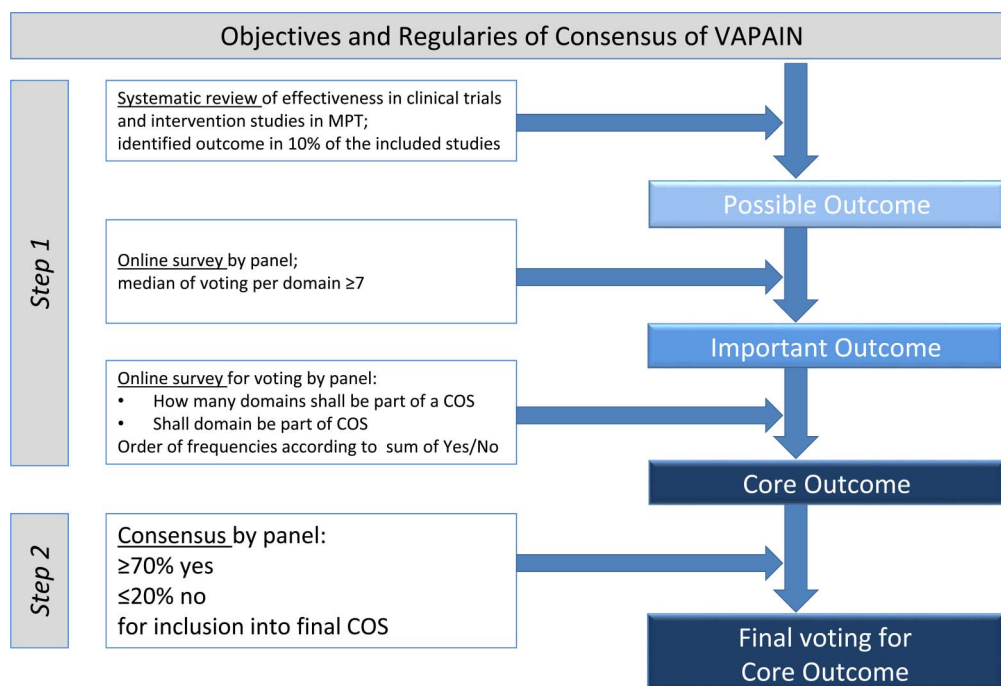 Objectives and Regularies of Consensus of VAPAIN
Step 1
Systematic review of effectiveness in clinical trials
and intervention studies in MPT;
identified outcome in 10% of the included studies
Possible Outcome
Online survey by panel;
median of voting per domain ≥7
Important Outcome
Online survey for voting by panel:
• How many domains shall be part of a COS
• Shall domain be part of COS
Order of frequencies according to sum of Yes/No
Core Outcome
Step 2
Consensus by panel:
≥70% yes
≤20% no
for inclusion into final COS
Final voting for
Core Outcome